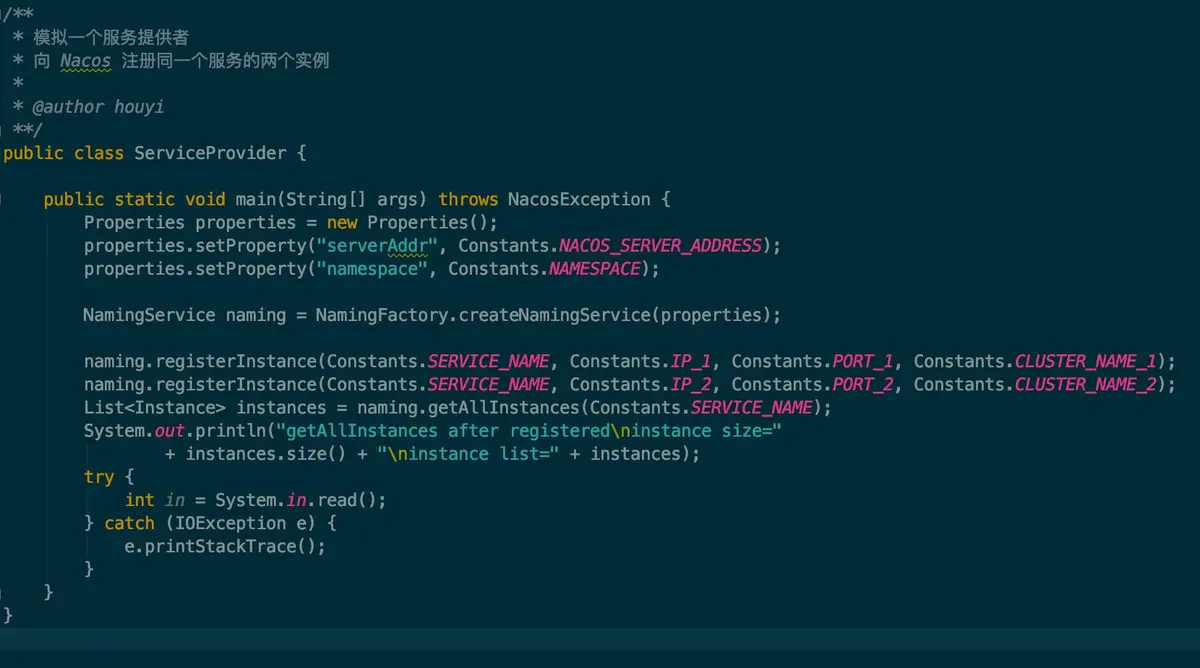 /**
 * 模拟一个服务提供者
 * 向 Nacos 注册同一个服务的两个实例
 *
 * @author houyi
 **/
public class ServiceProvider {
    public static void main(String[] args) throws NacosException {
        Properties properties = new Properties();
        properties.setProperty("serverAddr", Constants.NACOS_SERVER_ADDRESS);
        properties.setProperty("namespace", Constants.NAMESPACE);
        NamingService naming = NamingFactory.createNamingService(properties);
        naming.registerInstance(Constants.SERVICE_NAME, Constants.IP_1, Constants.PORT_1, Constants.CLUSTER_NAME_1);
        naming.registerInstance(Constants.SERVICE_NAME, Constants.IP_2, Constants.PORT_2, Constants.CLUSTER_NAME_2);
        List<Instance> instances = naming.getAllInstances(Constants.SERVICE_NAME);
        System.out.println("getAllInstances after registered\ninstance size="
                + instances.size() + "\ninstance list=" + instances);
        try {
            int in = System.in.read();
        } catch (IOException e) {
            e.printStackTrace();
        }
    }
}